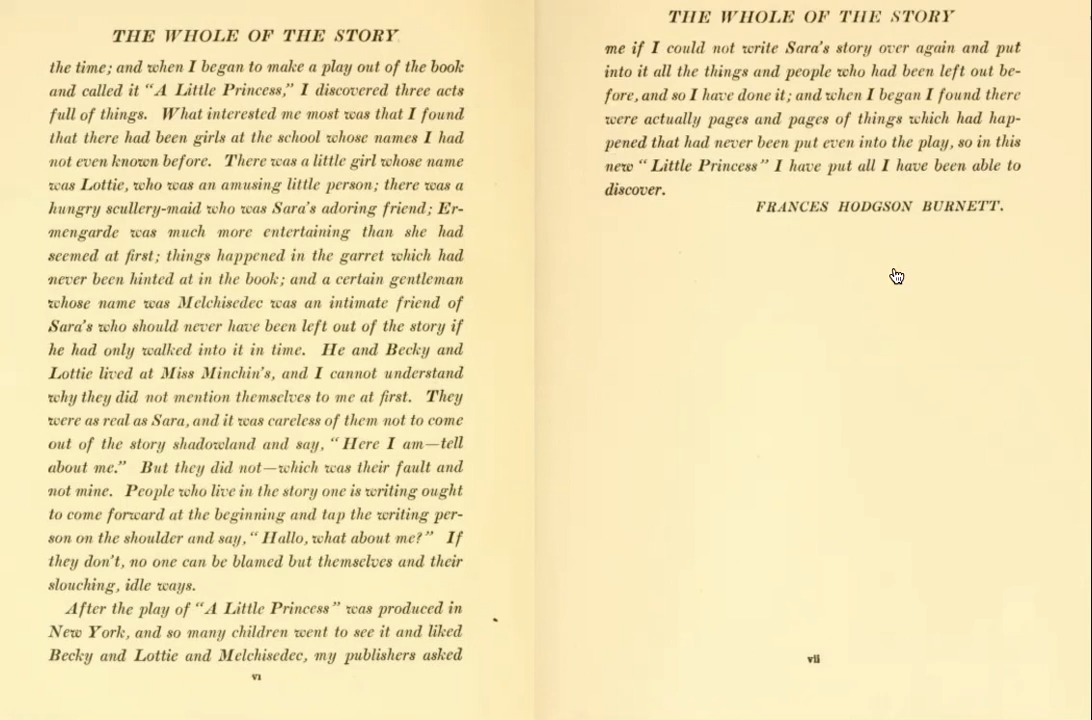 THE WHOLE OF THE STORY
the time; and when I began to make a play out of the book
and called it “A Little Princess,” I discovered three acts
full of things. What interested me most was that I found
that there had been girls at the school whose names I had
not even known before. There was a little girl whose name
was Lottie, who was an amusing little person; there was a
hungry scullery-maid who was Sara's adoring friend; Er-
mengarde was much more entertaining than she had
seemed at first; things happened in the garret which had
never been hinted at in the book; and a certain gentleman
whose name was Melchisedec was an intimate friend of
Sara's who should never have been left out of the story if
he had only walked into it in time. He and Becky and
Lottie lived at Miss Minchin's, and I cannot understand
why they did not mention themselves to me at first. They
were as real as Sara, and it was careless of them not to come
out of the story shadowland and say, “Here I am—tell
about me.” But they did not—which was their fault and
not mine. People who live in the story one is writing ought
to come forward at the beginning and tap the writing per-
son on the shoulder and say, “Hallo, what about me?” If
they don't, no one can be blamed but themselves and their
slouching, idle ways.
After the play of “A Little Princess” was produced in
New York, and so many children went to see it and liked
Becky and Lottie and Melchisedec, my publishers asked
vi
THE WHOLE OF THE STORY
me if I could not write Sara's story over again and put
into it all the things and people who had been left out be-
fore, and so I have done it; and when I began I found there
were actually pages and pages of things which had hap-
pened that had never been put even into the play, so in this
new “Little Princess” I have put all I have been able to
discover.
FRANCES HODGSON BURNETT.
vii